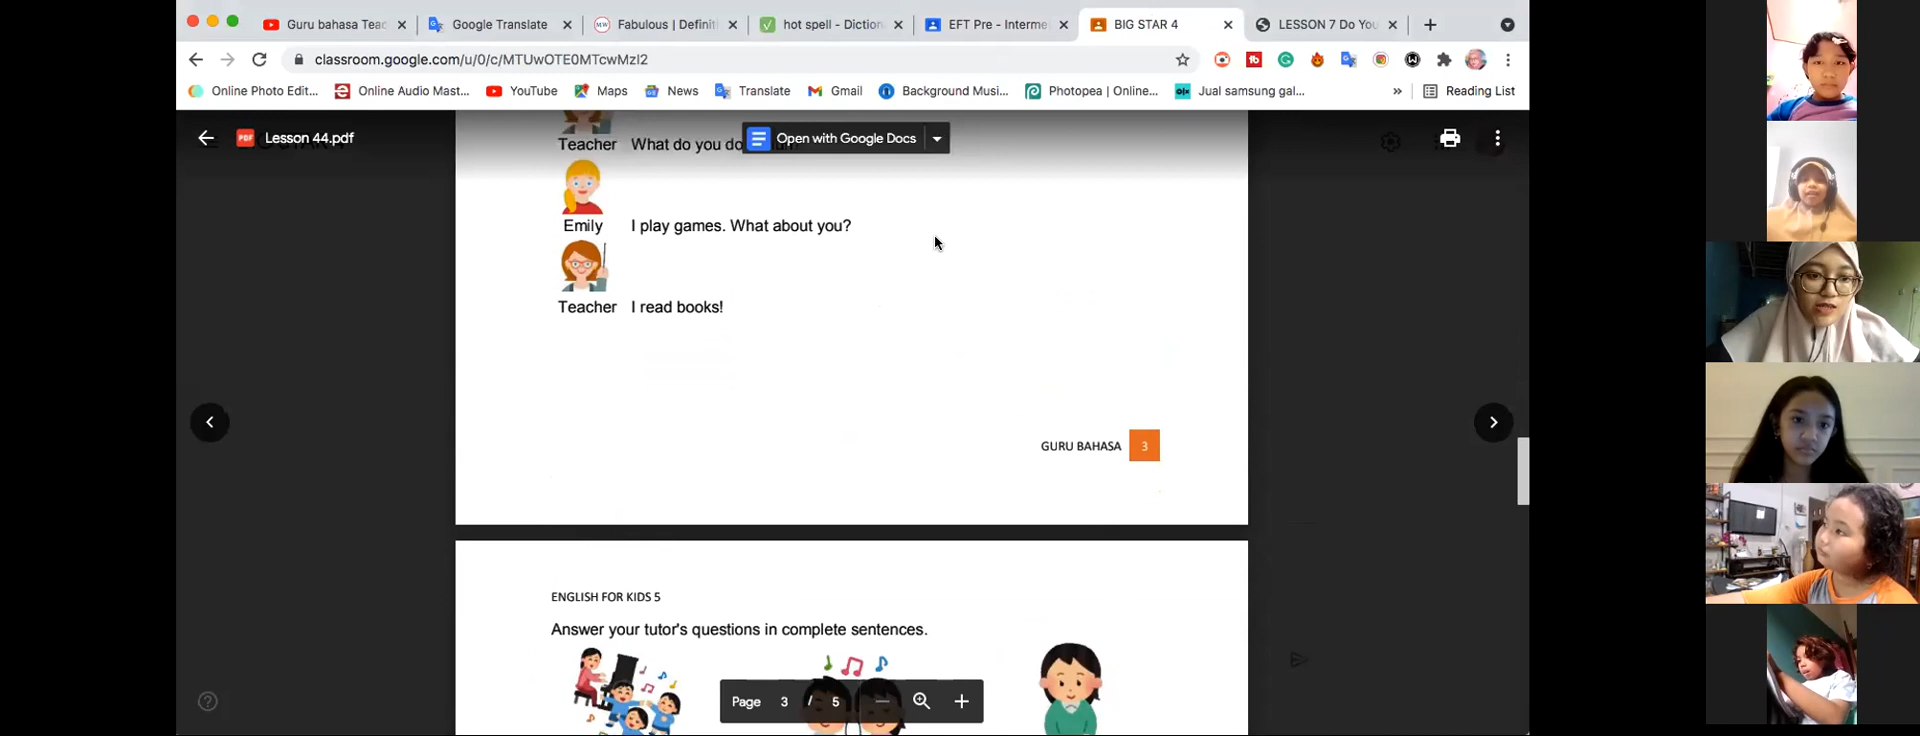 Guru bahasa Teac
Google Translate
Fabulous | Definiti
hot spell - Diction
EFT Pre - Interme
BIG STAR 4
LESSON 7 Do You
classroom.google.com/u/0/c/MTUwOTE0MTcwMzI2
Online Photo Edit...
Online Audio Mast...
YouTube
Maps
News
Translate
Gmail
Background Musi...
Photopea | Online...
Jual samsung gal...
»
Reading List
PDF Lesson 44.pdf
Open with Google Docs
Teacher What do you do
Emily I play games. What about you?
Teacher I read books!
GURU BAHASA 3
ENGLISH FOR KIDS 5
Answer your tutor's questions in complete sentences.
Page 3 / 5